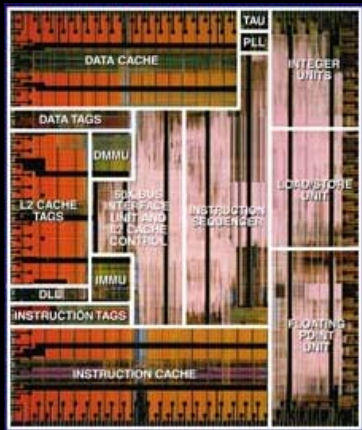 TAU
PLL
DATA CACHE
INTEGER
UNITS
DATA TAGS
DMMU
L2 CACHE
TAGS
60X BUS
INTERFACE
UNIT AND
L2 CACHE
CONTROL
INSTRUCTION
SEQUENCER
LOAD/STORE
UNIT
IMMU
DLL
INSTRUCTION TAGS
FLOATING
POINT
UNIT
INSTRUCTION CACHE